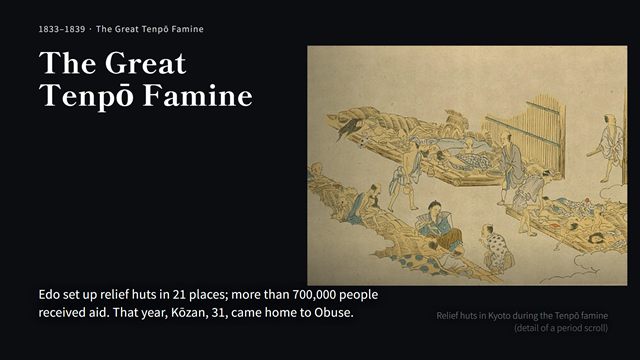 1833–1839 · The Great Tenpō Famine
The Great
Tenpō Famine
Edo set up relief huts in 21 places; more than 700,000 people
received aid. That year, Kōzan, 31, came home to Obuse.
Relief huts in Kyoto during the Tenpō famine
(detail of a period scroll)